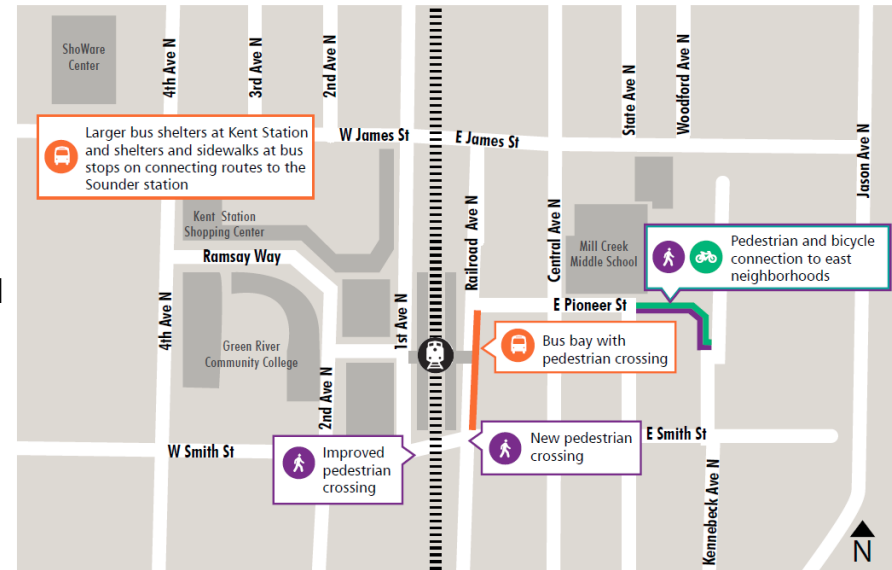 ShoWare
Center
4th Ave N
3rd Ave N
2nd Ave N
State Ave N
Woodford Ave N
Jason Ave N
Larger bus shelters at Kent Station
and shelters and sidewalks at bus
stops on connecting routes to the
Sounder station
W James St
E James St
Kent Station
Shopping Center
Ramsay Way
Railroad Ave N
Central Ave N
Mill Creek
Middle School
Pedestrian and bicycle
connection to east
neighborhoods
4th Ave N
Green River
Community College
1st Ave N
E Pioneer St
Bus bay with
pedestrian crossing
2nd Ave N
W Smith St
Improved
pedestrian
crossing
New pedestrian
crossing
E Smith St
Kennebeck Ave N
N